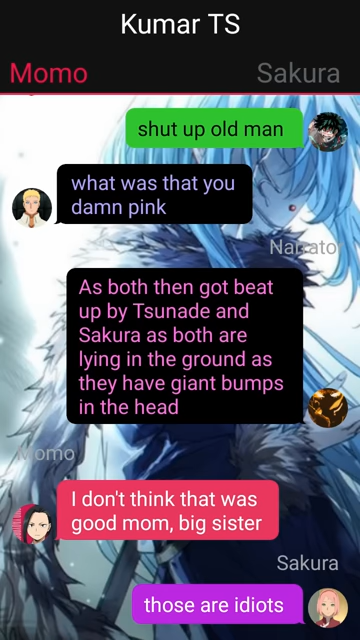 Kumar TS
Momo
Sakura
shut up old man
what was that you
damn pink
Narrator
As both then got beat
up by Tsunade and
Sakura as both are
lying in the ground as
they have giant bumps
in the head
Momo
I don't think that was
good mom, big sister
Sakura
those are idiots